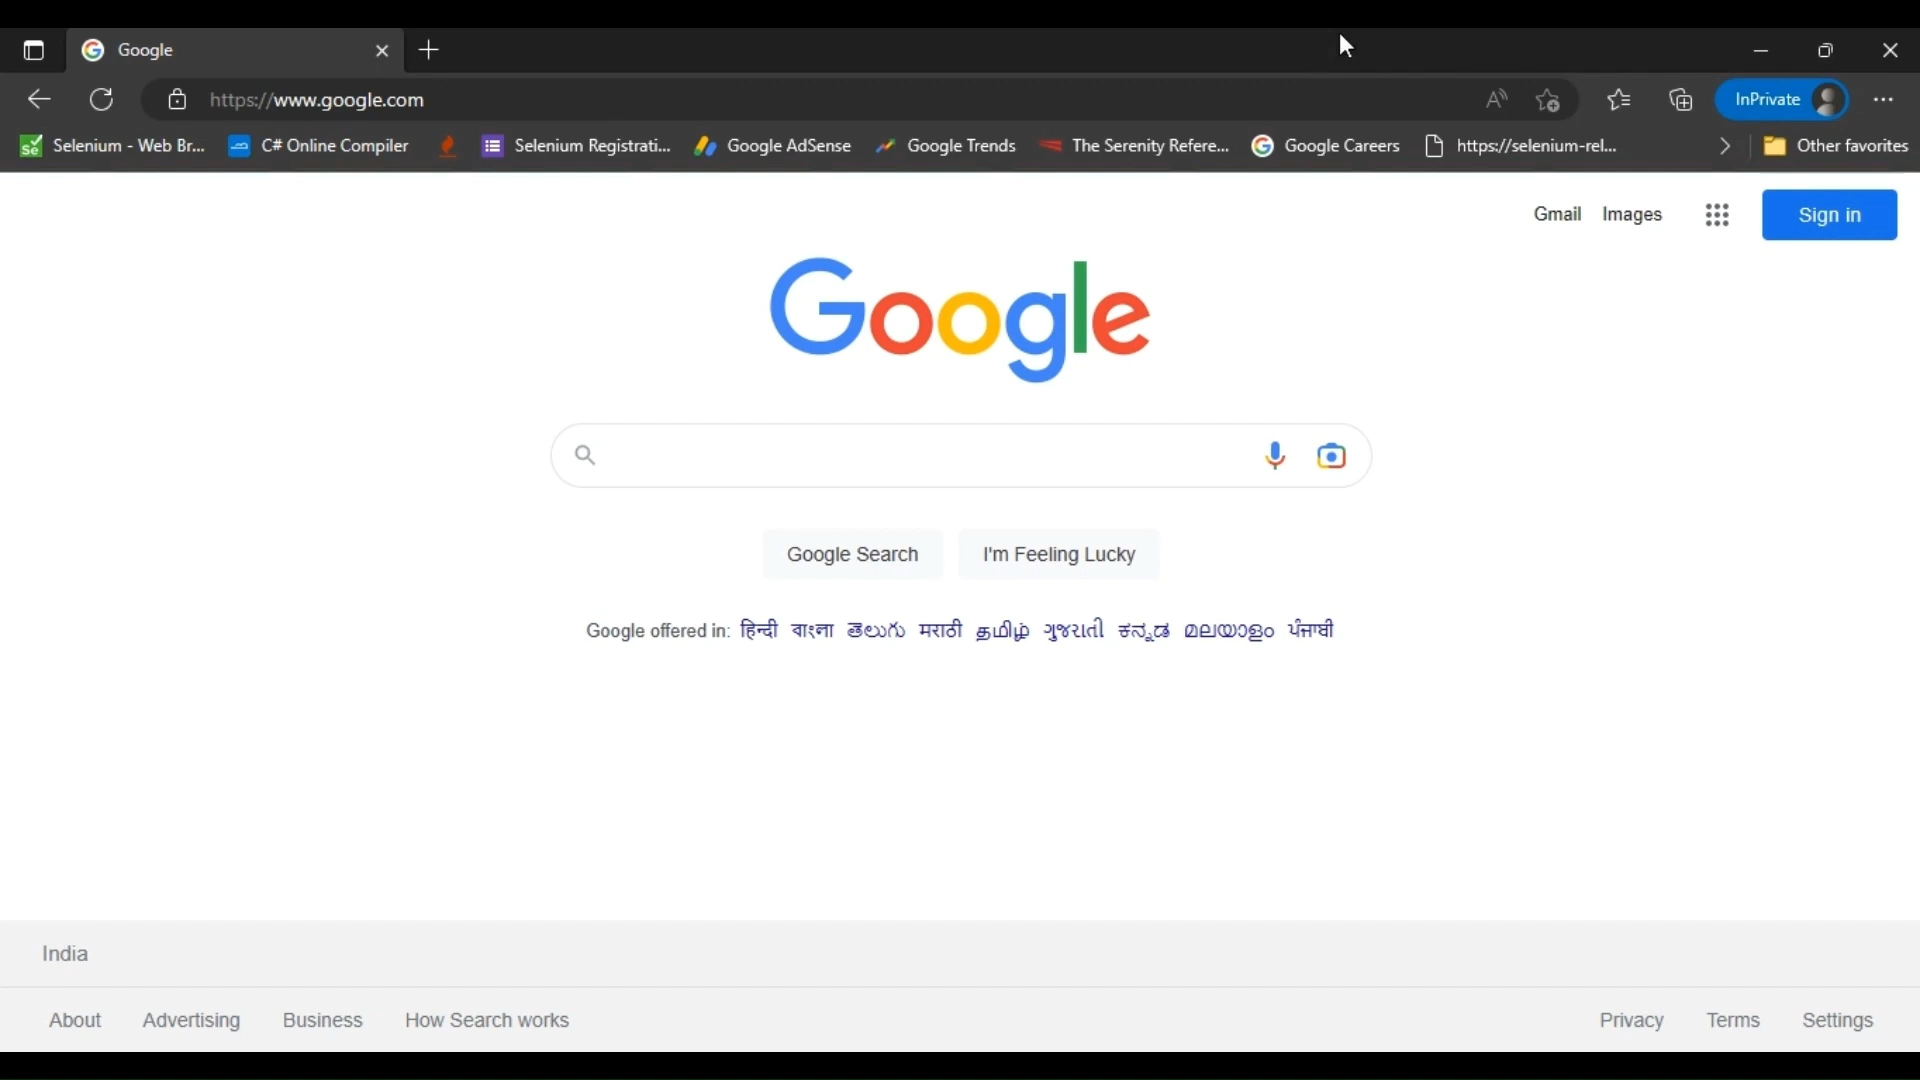 Google
https://www.google.com
InPrivate
Selenium - Web Br... C# Online Compiler Selenium Registrati... Google AdSense Google Trends The Serenity Refere... Google Careers https://selenium-rel... Other favorites
Gmail Images Sign in
Google
Google Search I'm Feeling Lucky
Google offered in: हिन्दी বাংলা తెలుగు मराठी தமிழ் ગુજરાતી ಕನ್ನಡ മലയാളം ਪੰਜਾਬੀ
India
About Advertising Business How Search works Privacy Terms Settings